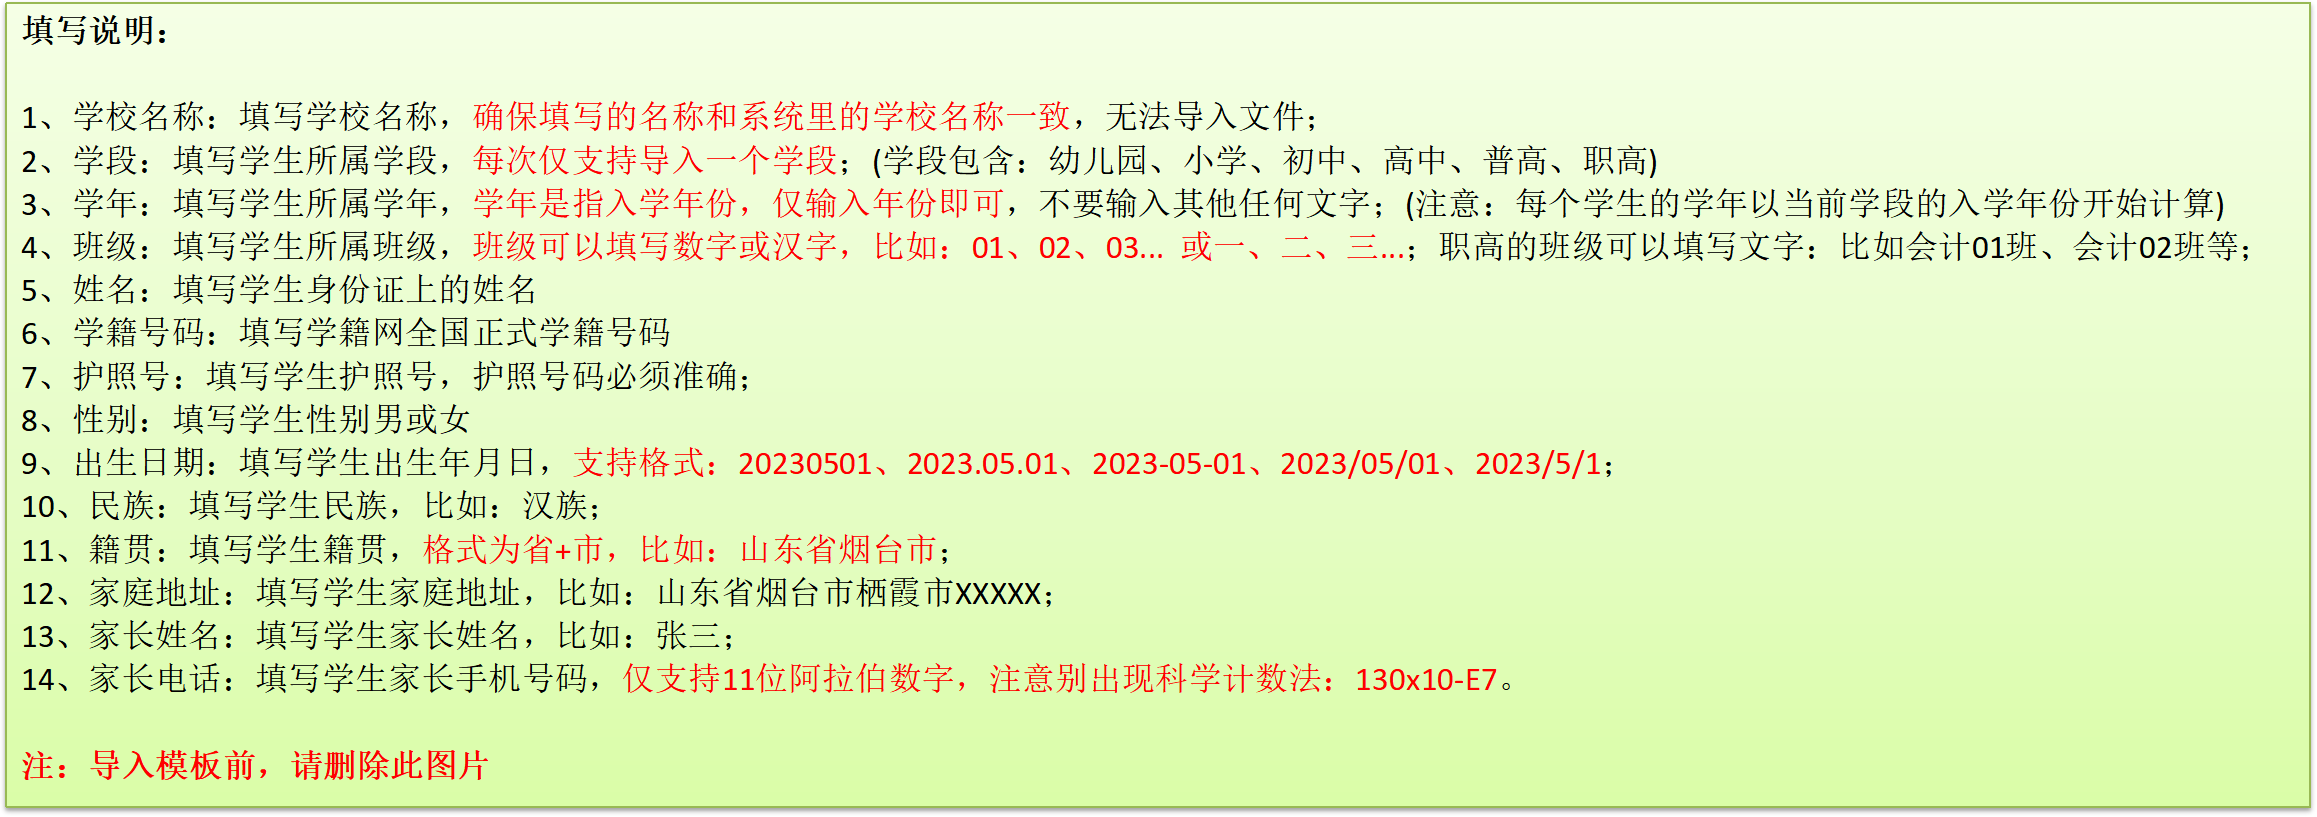 填写说明：
1、学校名称：填写学校名称，确保填写的名称和系统里的学校名称一致，无法导入文件；
2、学段：填写学生所属学段，每次仅支持导入一个学段；(学段包含：幼儿园、小学、初中、高中、普高、职高)
3、学年：填写学生所属学年，学年是指入学年份，仅输入年份即可，不要输入其他任何文字；(注意：每个学生的学年以当前学段的入学年份开始计算)
4、班级：填写学生所属班级，班级可以填写数字或汉字，比如：01、02、03... 或一、二、三...；职高的班级可以填写文字：比如会计01班、会计02班等；
5、姓名：填写学生身份证上的姓名
6、学籍号码：填写学籍网全国正式学籍号码
7、护照号：填写学生护照号，护照号码必须准确；
8、性别：填写学生性别男或女
9、出生日期：填写学生出生年月日，支持格式：20230501、2023.05.01、2023-05-01、2023/05/01、2023/5/1；
10、民族：填写学生民族，比如：汉族；
11、籍贯：填写学生籍贯，格式为省+市，比如：山东省烟台市；
12、家庭地址：填写学生家庭地址，比如：山东省烟台市栖霞市XXXXX；
13、家长姓名：填写学生家长姓名，比如：张三；
14、家长电话：填写学生家长手机号码，仅支持11位阿拉伯数字，注意别出现科学计数法：130x10-E7。
注：导入模板前，请删除此图片